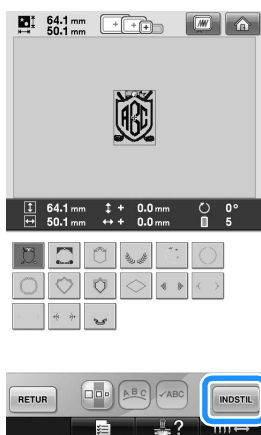 64.1 mm
50.1 mm
ABC
64.1 mm + 0.0 mm 0°
50.1 mm + 0.0 mm 5
RETUR
ABC
ABC
INDSTIL
?